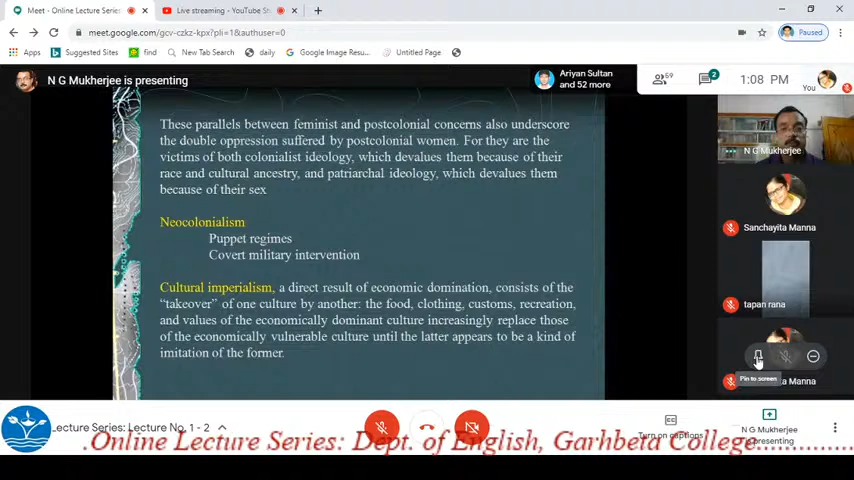 Meet - Online Lecture Series:
Live streaming - YouTube
meet.google.com/gcv-czkz-kpx?pli=1&authuser=0
Paused
Apps
Suggested Sites
book
New Tab Search
daily
Google Image Resu...
Untitled Page
N G Mukherjee is presenting
Ariyan Sultan
and 52 more
59
2
1:08 PM
You
These parallels between feminist and postcolonial concerns also underscore
the double oppression suffered by postcolonial women. For they are the
victims of both colonialist ideology, which devalues them because of their
race and cultural ancestry, and patriarchal ideology, which devalues them
because of their sex
Neocolonialism
Puppet regimes
Covert military intervention
Cultural imperialism, a direct result of economic domination, consists of the
“takeover” of one culture by another: the food, clothing, customs, recreation,
and values of the economically dominant culture increasingly replace those
of the economically vulnerable culture until the latter appears to be a kind of
imitation of the former.
N G Mukherjee
Sanchayita Manna
tapan rana
Pin to screen
ta Manna
Lecture Series: Lecture No. 1 - 2
Turn on captions
N G Mukherjee
is presenting
.Online Lecture Series: Dept. of English, Garhbeta College..............